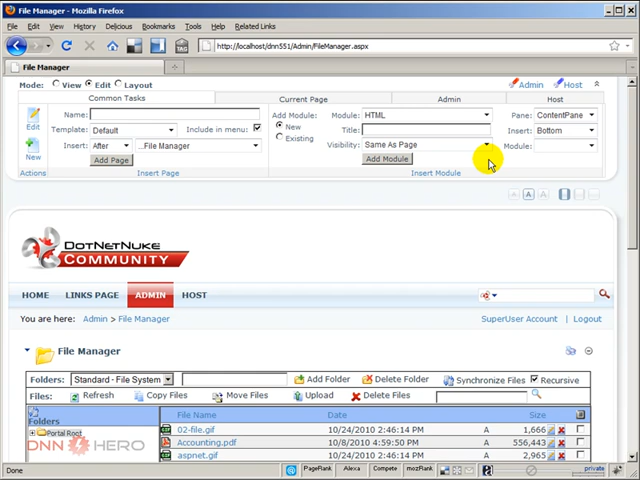 File Manager - Mozilla Firefox
File Edit View History Delicious Bookmarks Tools Help Related Links
http://localhost/dnn551/Admin/FileManager.aspx
File Manager
Mode: View Edit Layout Admin Host
Common Tasks Current Page Admin Host
Name: Add Module: Module: HTML Pane: ContentPane
Edit Template: Default Include in menu: New Title: Insert: Bottom
New Insert: After ...File Manager Existing Visibility: Same As Page Module:
Add Page Add Module
Actions Insert Page Insert Module
A A A
DOTNETNUKE
COMMUNITY
HOME LINKS PAGE ADMIN HOST
You are here: Admin > File Manager SuperUser Account | Logout
File Manager
Folders: Standard - File System Add Folder Delete Folder Synchronize Files Recursive
Files: Refresh Copy Files Move Files Upload Delete Files
Folders File Name Date Size
Portal Root 02-file.gif 10/24/2010 2:46:14 PM A 1,666
Accounting.pdf 10/8/2010 4:59:50 PM A 556,443
aspnet.gif 10/24/2010 2:46:14 PM A 2,965
DNN HERO
Done PageRank Alexa Compete mozRank private